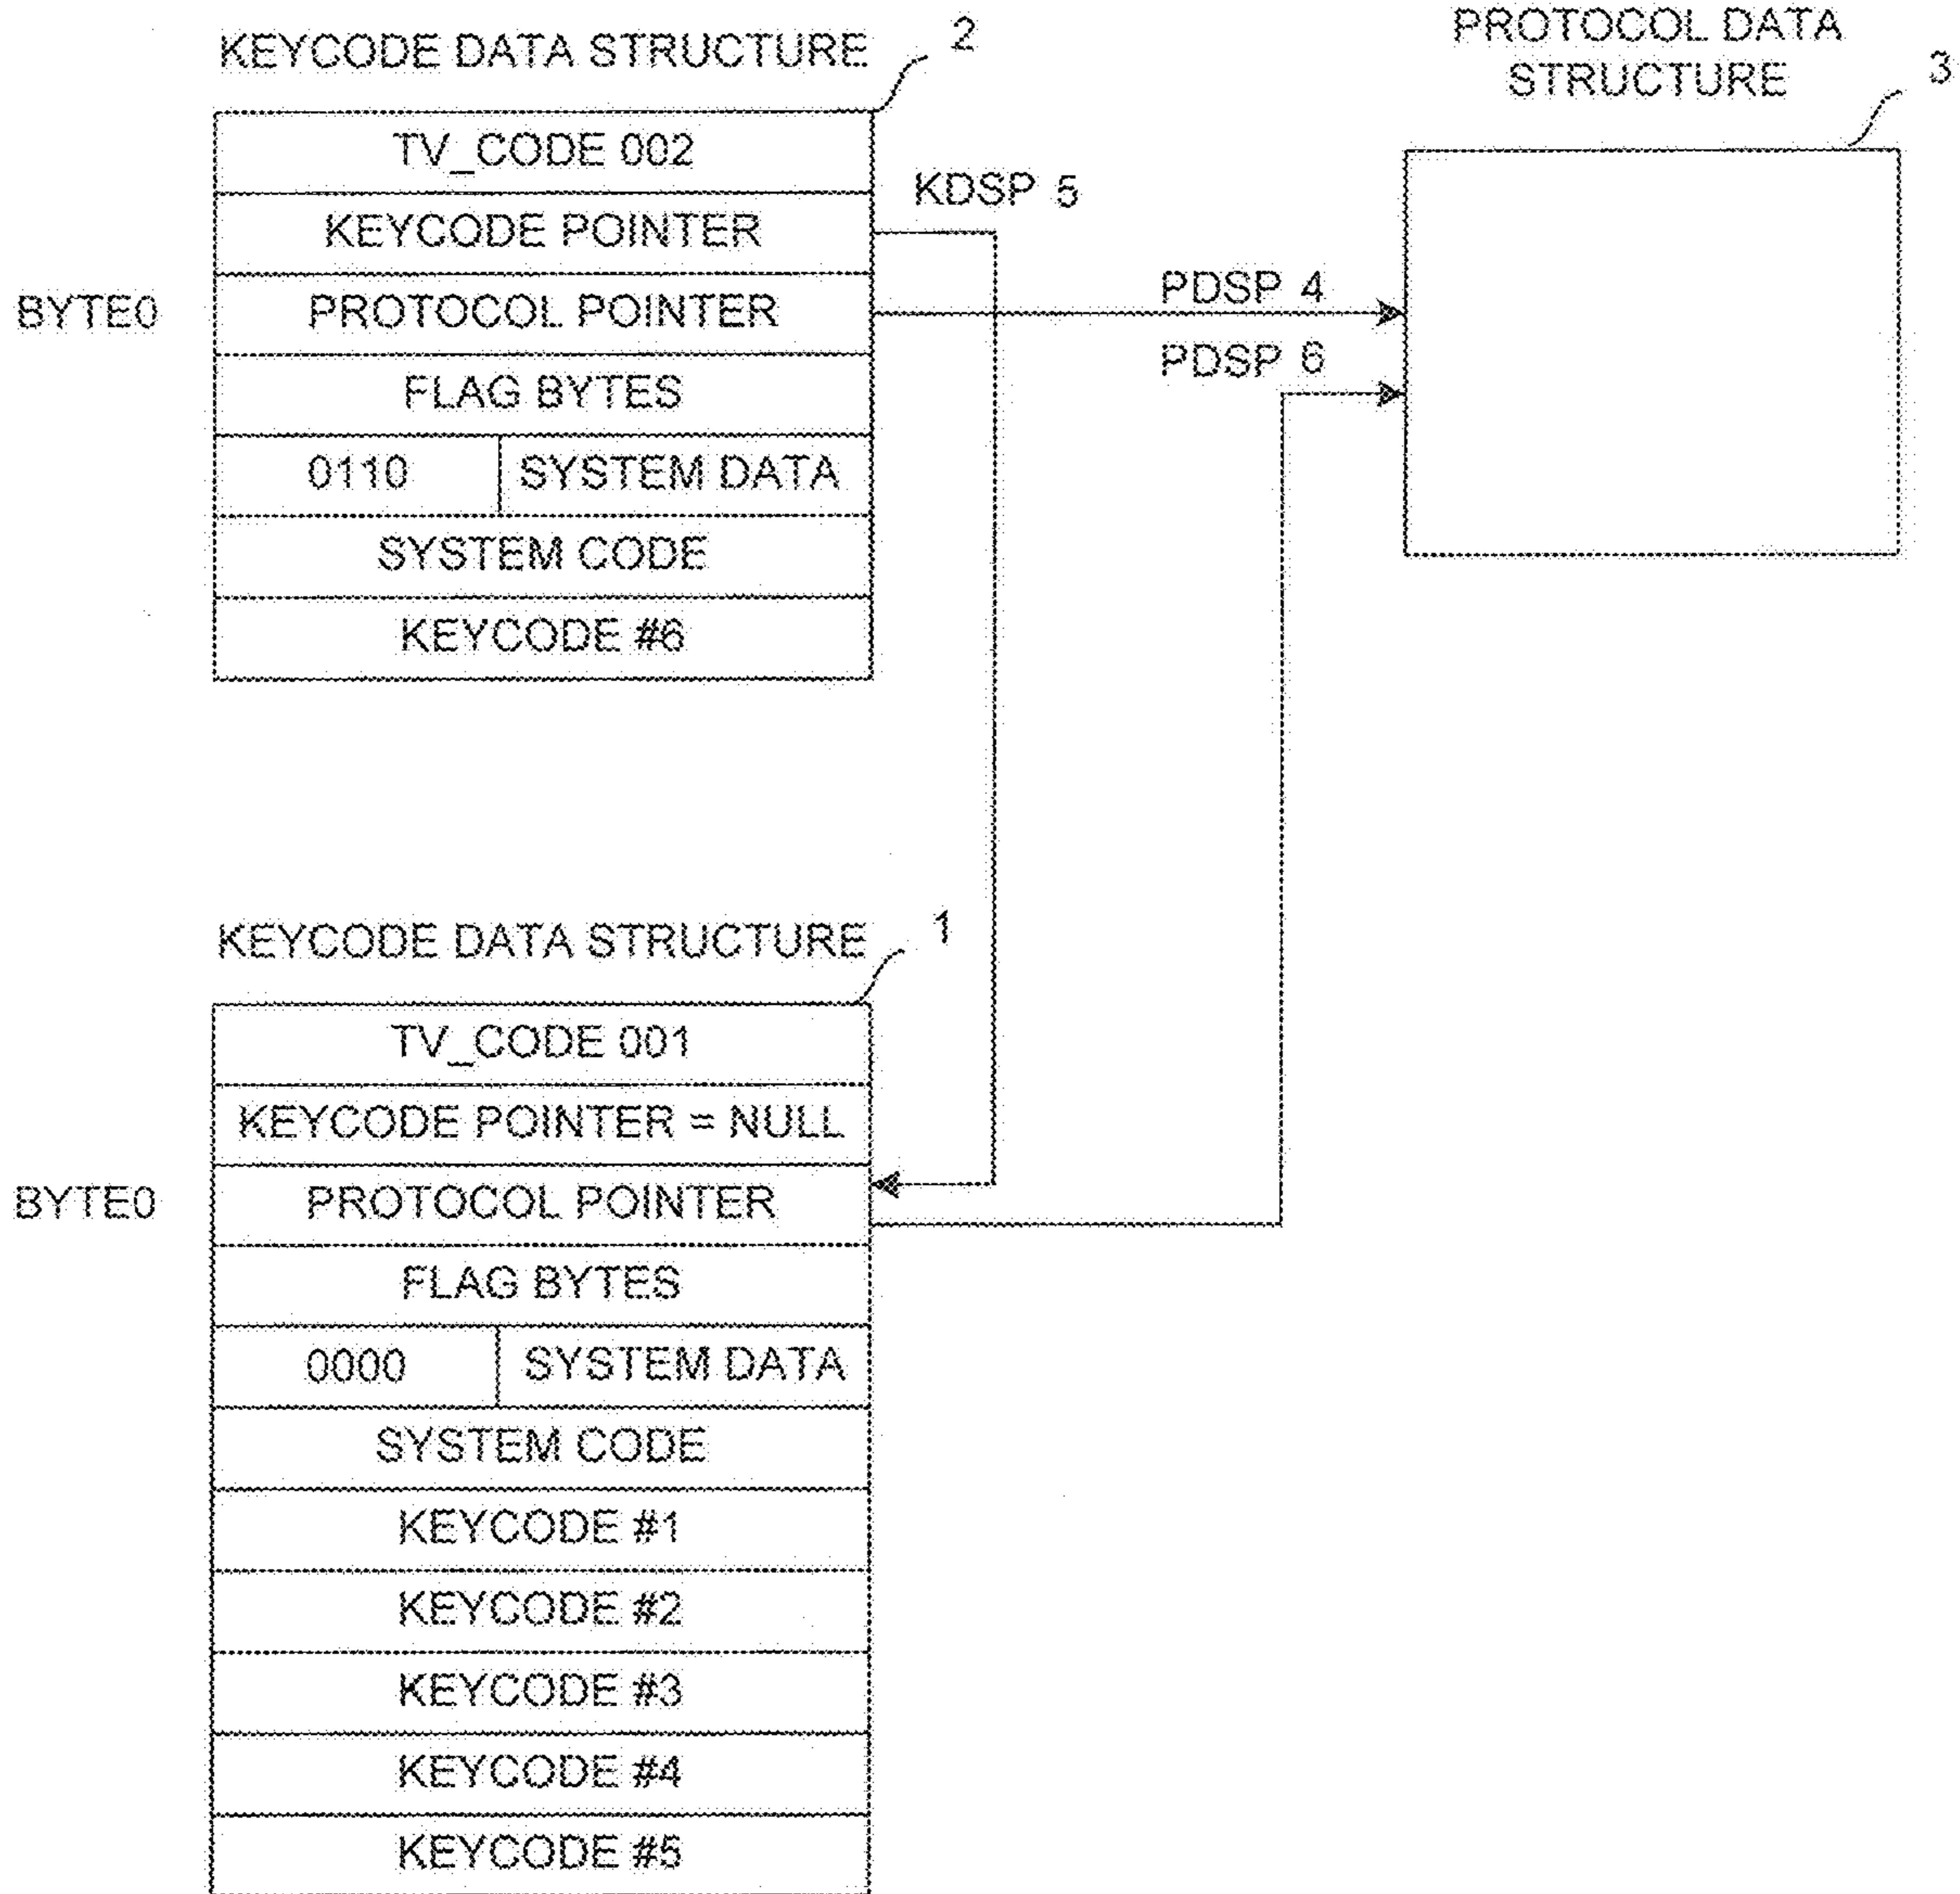 KEYCODE DATA STRUCTURE 2
TV_CODE 002
KEYCODE POINTER
BYTE0 PROTOCOL POINTER
FLAG BYTES
0110 SYSTEM DATA
SYSTEM CODE
KEYCODE #6
KDSP 5
PDSP 4
PDSP 6
PROTOCOL DATA
STRUCTURE 3
KEYCODE DATA STRUCTURE 1
TV_CODE 001
KEYCODE POINTER = NULL
BYTE0 PROTOCOL POINTER
FLAG BYTES
0000 SYSTEM DATA
SYSTEM CODE
KEYCODE #1
KEYCODE #2
KEYCODE #3
KEYCODE #4
KEYCODE #5